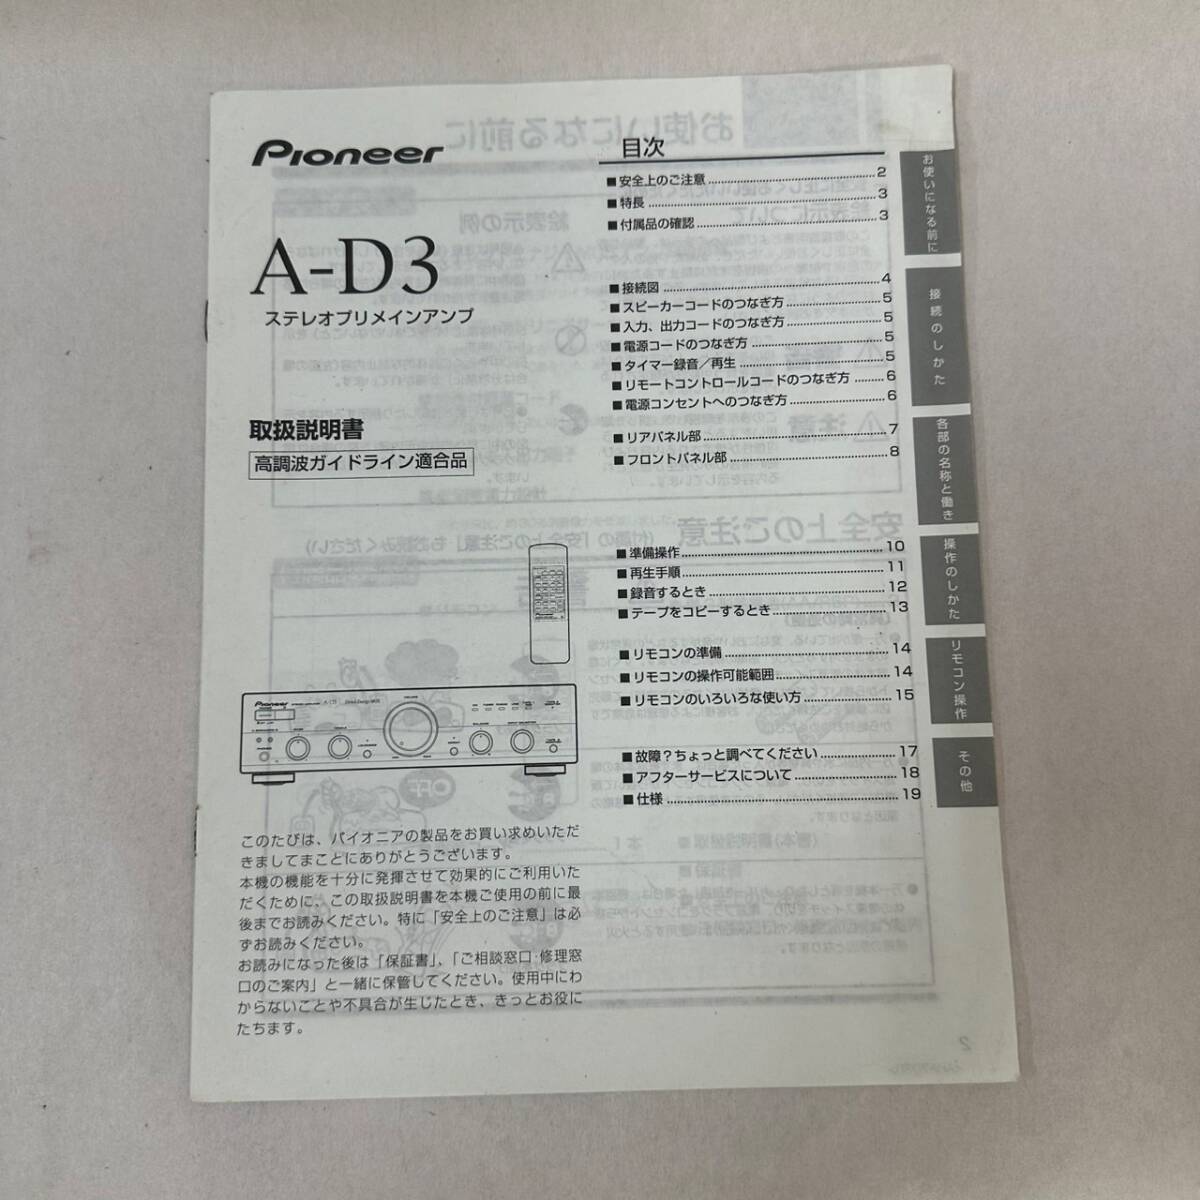 Pioneer
A-D3
ステレオプリメインアンプ
取扱説明書
高調波ガイドライン適合品
このたびは、パイオニアの製品をお買い求めいただ
きましてまことにありがとうございます。
本機の機能を十分に発揮させて効果的にご利用いた
だくために、この取扱説明書を本機ご使用の前に最
後までお読みください。特に「安全上のご注意」は必
ずお読みください。
お読みになった後は「保証書」、「ご相談窓口・修理窓
口のご案内」と一緒に保管してください。使用中にわ
からないことや不具合が生じたとき、きっとお役に
たちます。
目次
■安全上のご注意 2
■特長 3
■付属品の確認 3
■接続図 4
■スピーカーコードのつなぎ方 5
■入力、出力コードのつなぎ方 5
■電源コードのつなぎ方 5
■タイマー録音／再生 5
■リモートコントロールコードのつなぎ方 6
■電源コンセントへのつなぎ方 6
■リアパネル部 7
■フロントパネル部 8
■準備操作 10
■再生手順 11
■録音するとき 12
■テープをコピーするとき 13
■リモコンの準備 14
■リモコンの操作可能範囲 14
■リモコンのいろいろな使い方 15
■故障？ちょっと調べてください 17
■アフターサービスについて 18
■仕様 19
お使いになる前に
接続のしかた
各部の名称と働き
操作のしかた
リモコン操作
その他